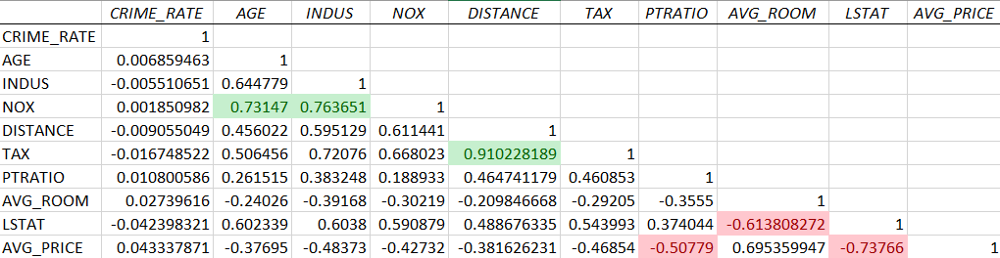 CRIME_RATE AGE INDUS NOX DISTANCE TAX PTRATIO AVG_ROOM LSTAT AVG_PRICE
CRIME_RATE 1
AGE 0.006859463 1
INDUS -0.005510651 0.644779 1
NOX 0.001850982 0.73147 0.763651 1
DISTANCE -0.009055049 0.456022 0.595129 0.611441 1
TAX -0.016748522 0.506456 0.72076 0.668023 0.910228189 1
PTRATIO 0.010800586 0.261515 0.383248 0.188933 0.464741179 0.460853 1
AVG_ROOM 0.02739616 -0.24026 -0.39168 -0.30219 -0.209846668 -0.29205 -0.3555 1
LSTAT -0.042398321 0.602339 0.6038 0.590879 0.488676335 0.543993 0.374044 -0.613808272 1
AVG_PRICE 0.043337871 -0.37695 -0.48373 -0.42732 -0.381626231 -0.46854 -0.50779 0.695359947 -0.73766 1